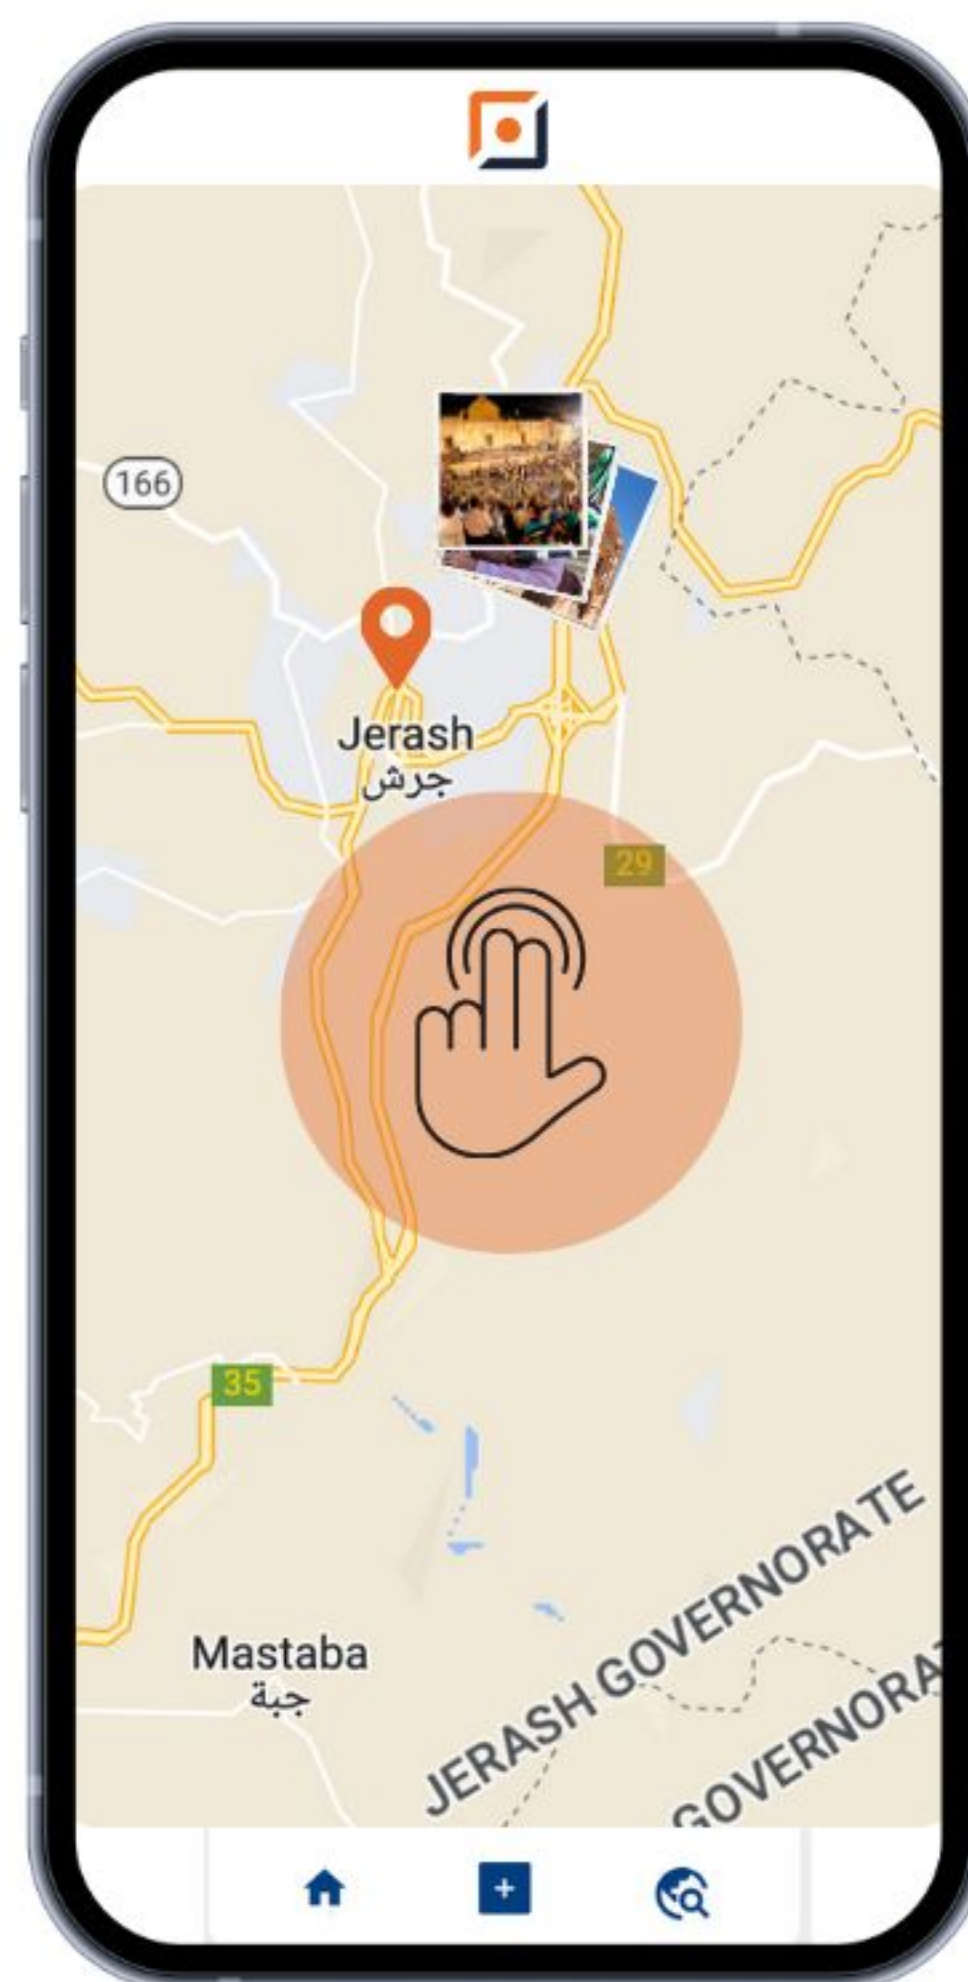 166
Jerash
جرش
29
35
JERASH GOVERNORATE
Mastaba
جبة
GOVERNORAT